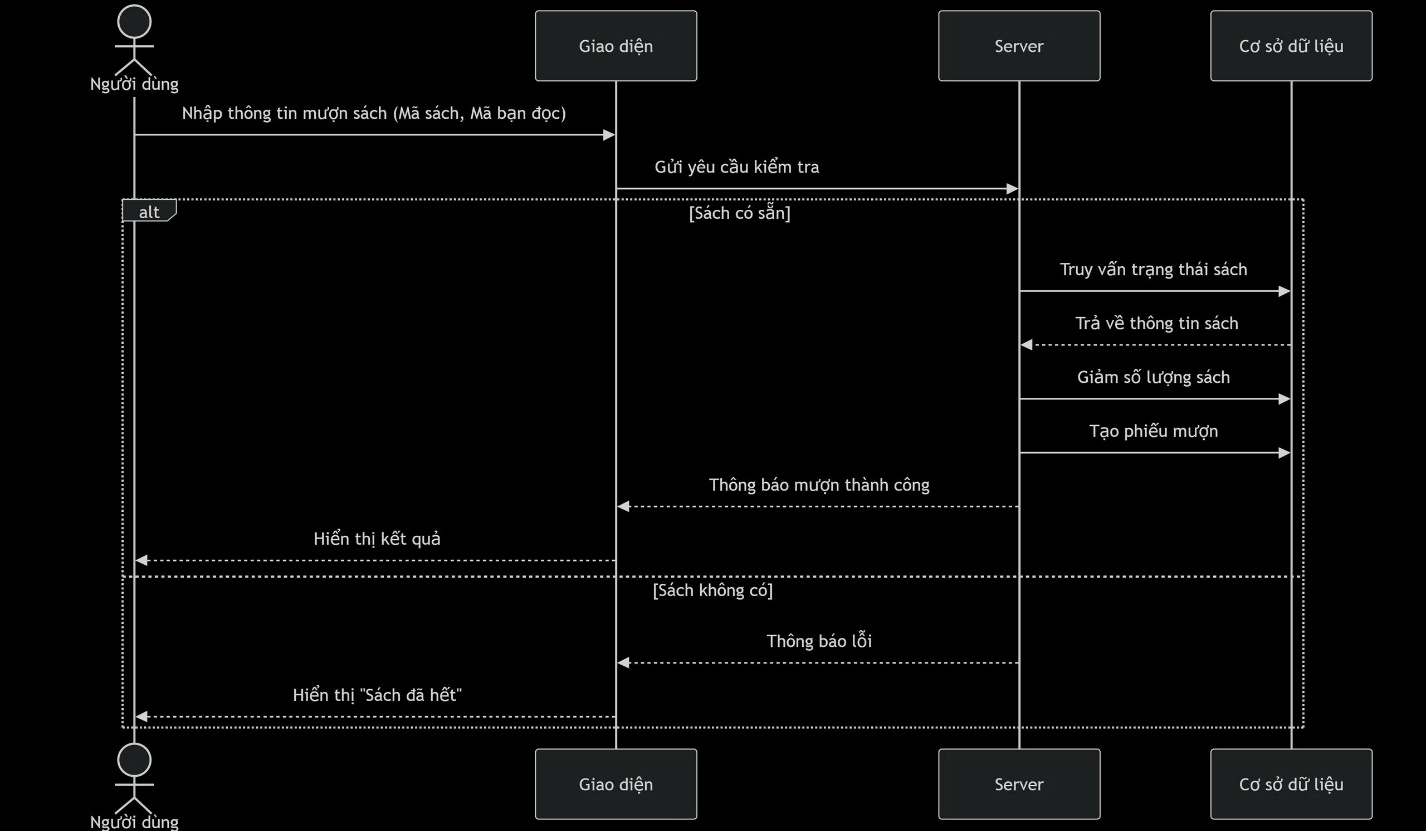 Người dùng
Giao diện
Server
Cơ sở dữ liệu
Nhập thông tin mượn sách (Mã sách, Mã bạn đọc)
Gửi yêu cầu kiểm tra
alt
[Sách có sẵn]
Truy vấn trạng thái sách
Trả về thông tin sách
Giảm số lượng sách
Tạo phiếu mượn
Thông báo mượn thành công
Hiển thị kết quả
[Sách không có]
Thông báo lỗi
Hiển thị "Sách đã hết"
Người dùng
Giao diện
Server
Cơ sở dữ liệu